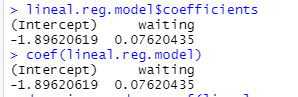 > lineal.reg.model$coefficients
(Intercept) waiting
-1.89620619 0.07620435
> coef(lineal.reg.model)
(Intercept) waiting
-1.89620619 0.07620435